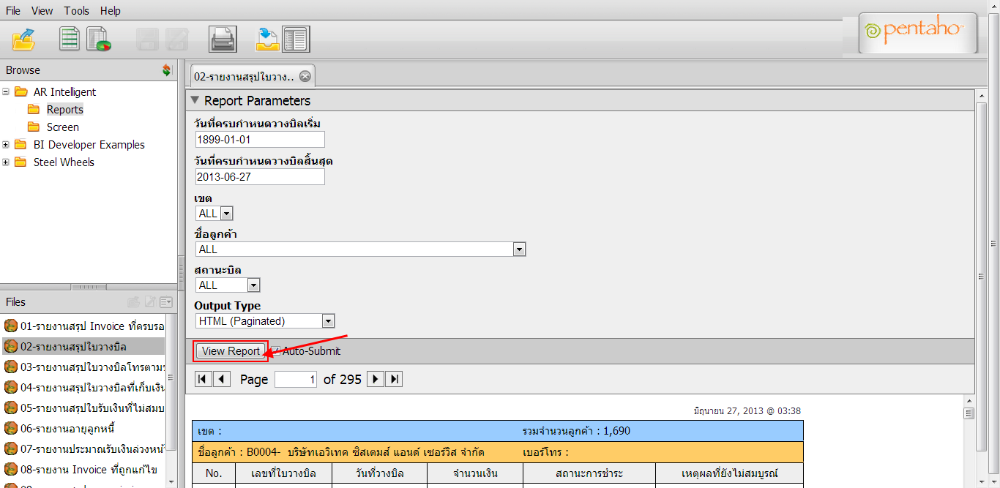 File View Tools Help
pentaho
Browse
AR Intelligent
Reports
Screen
BI Developer Examples
Steel Wheels
Files
01-รายงานสรุป Invoice ที่ครบรอ
02-รายงานสรุปใบวางบิล
03-รายงานสรุปใบวางบิลโทรตาม
04-รายงานสรุปใบวางบิลที่เก็บเงิน
05-รายงานสรุปใบรับเงินที่ไม่สมบ
06-รายงานอายุลูกหนี้
07-รายงานประมาณรับเงินล่วงหน้
08-รายงาน Invoice ที่ถูกแก้ไข
02-รายงานสรุปใบวาง..
Report Parameters
วันที่ครบกำหนดวางบิลเริ่ม
1899-01-01
วันที่ครบกำหนดวางบิลสิ้นสุด
2013-06-27
เขต
ALL
ชื่อลูกค้า
ALL
สถานะบิล
ALL
Output Type
HTML (Paginated)
View Report Auto-Submit
Page 1 of 295
มิถุนายน 27, 2013 @ 03:38
เขต : รวมจำนวนลูกค้า : 1,690
ชื่อลูกค้า : B0004- บริษัทเอวิเทค ซิสเตมส์ แอนด์ เซอร์วิส จำกัด เบอร์โทร :
No. เลขที่ใบวางบิล วันที่วางบิล จำนวนเงิน สถานะการชำระ เหตุผลที่ยังไม่สมบูรณ์